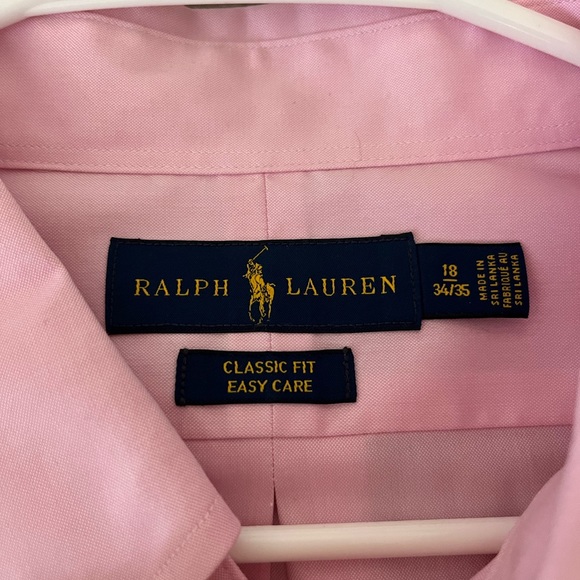 RALPH LAUREN
18
34/35
MADE IN
SRI LANKA
FABRIQUÉ AU
SRI LANKA
CLASSIC FIT
EASY CARE